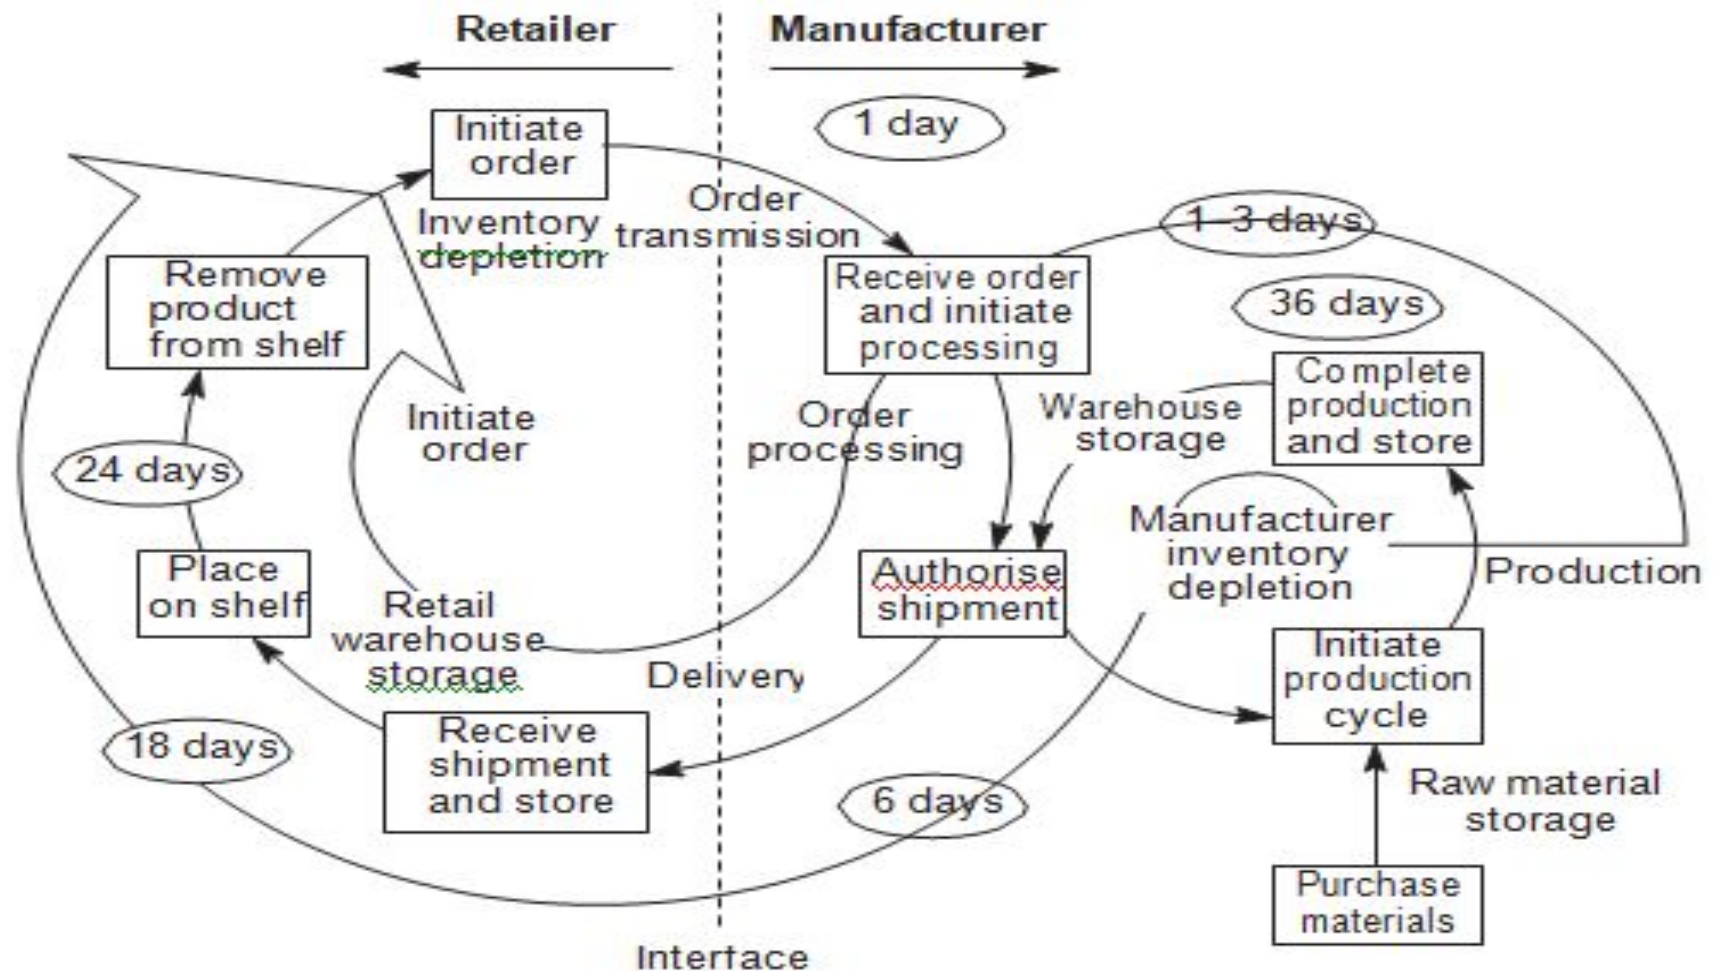 Retailer
Manufacturer
1 day
Initiate
order
Order
transmission
Inventory
depletion
1-3 days
Remove
product
from shelf
Receive order
and initiate
processing
36 days
Complete
production
and store
Initiate
order
Order
processing
Warehouse
storage
24 days
Manufacturer
inventory
depletion
Production
Place
on shelf
Authorise
shipment
Retail
warehouse
storage
Delivery
Initiate
production
cycle
Receive
shipment
and store
18 days
6 days
Raw material
storage
Purchase
materials
Interface